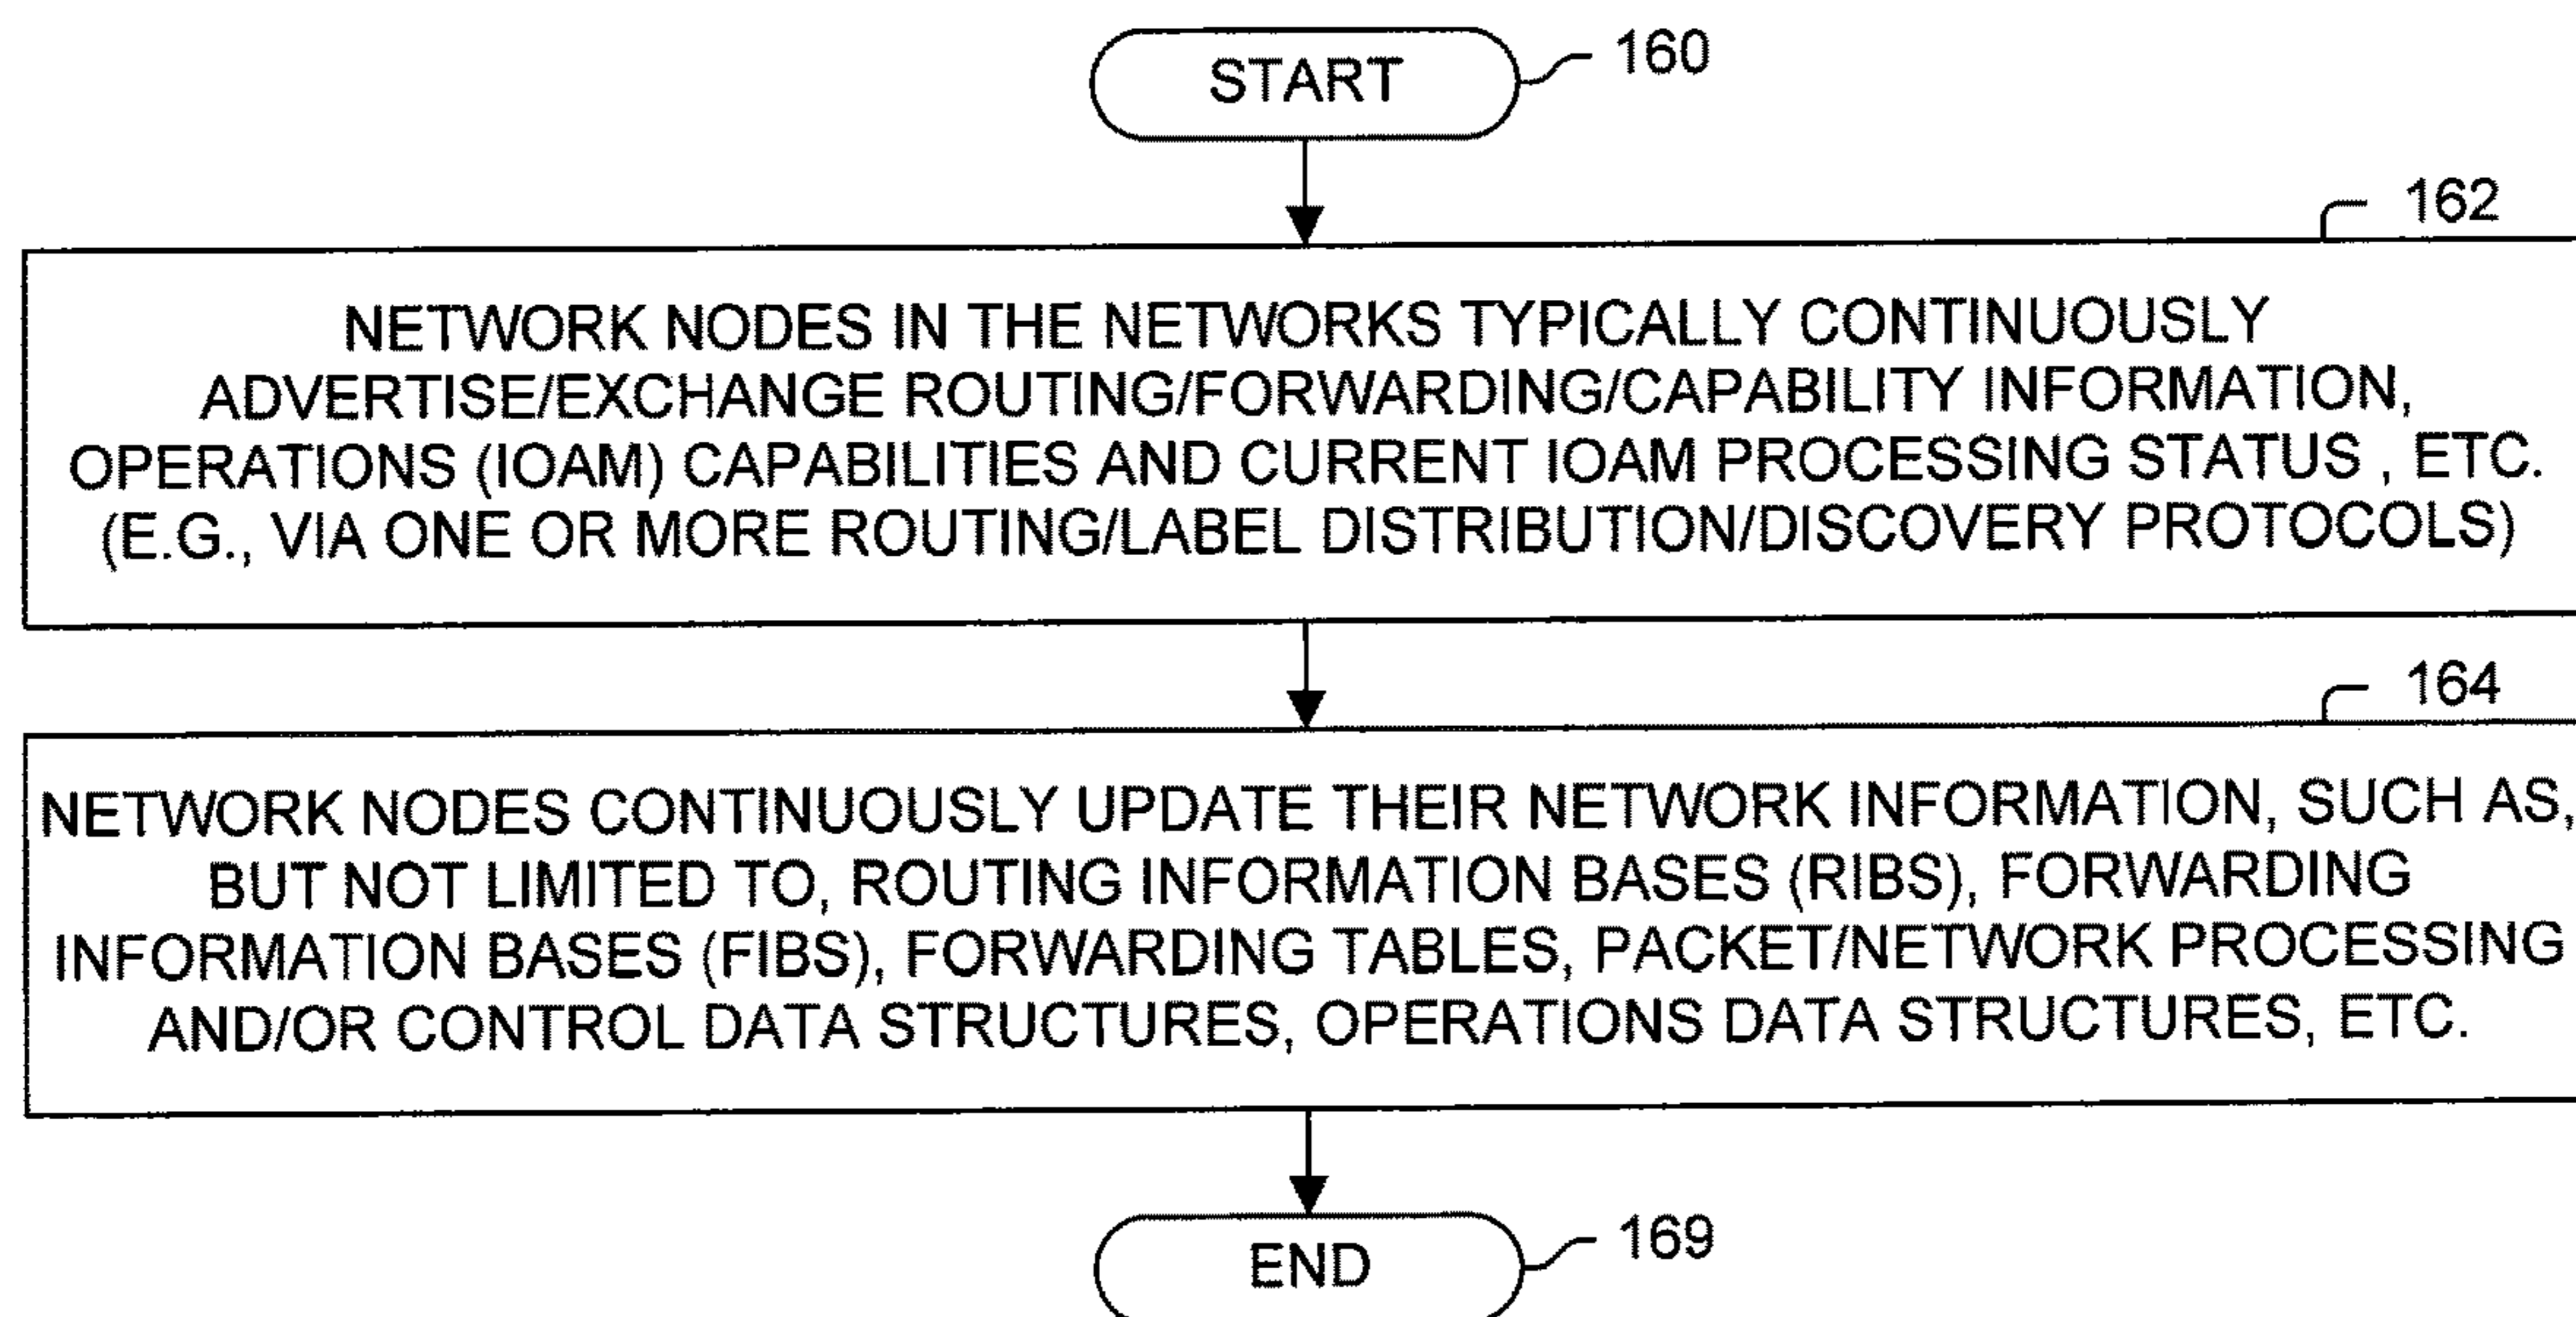 START
160
162
NETWORK NODES IN THE NETWORKS TYPICALLY CONTINUOUSLY
ADVERTISE/EXCHANGE ROUTING/FORWARDING/CAPABILITY INFORMATION,
OPERATIONS (IOAM) CAPABILITIES AND CURRENT IOAM PROCESSING STATUS , ETC.
(E.G., VIA ONE OR MORE ROUTING/LABEL DISTRIBUTION/DISCOVERY PROTOCOLS)
164
NETWORK NODES CONTINUOUSLY UPDATE THEIR NETWORK INFORMATION, SUCH AS,
BUT NOT LIMITED TO, ROUTING INFORMATION BASES (RIBS), FORWARDING
INFORMATION BASES (FIBS), FORWARDING TABLES, PACKET/NETWORK PROCESSING
AND/OR CONTROL DATA STRUCTURES, OPERATIONS DATA STRUCTURES, ETC.
END
169